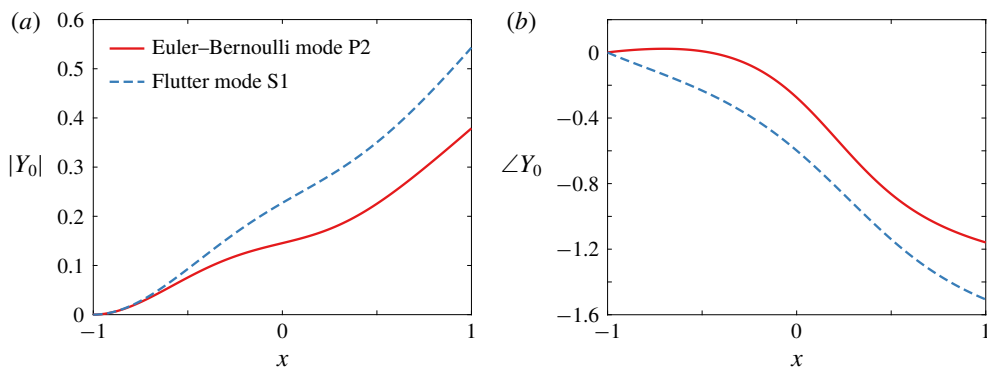 (a)
0.6
0.5
0.4
0.3
0.2
0.1
0
|Y0|
Euler–Bernoulli mode P2
Flutter mode S1
−1
0
1
x
(b)
0
−0.4
−0.8
−1.2
−1.6
∠Y0
−1
0
1
x